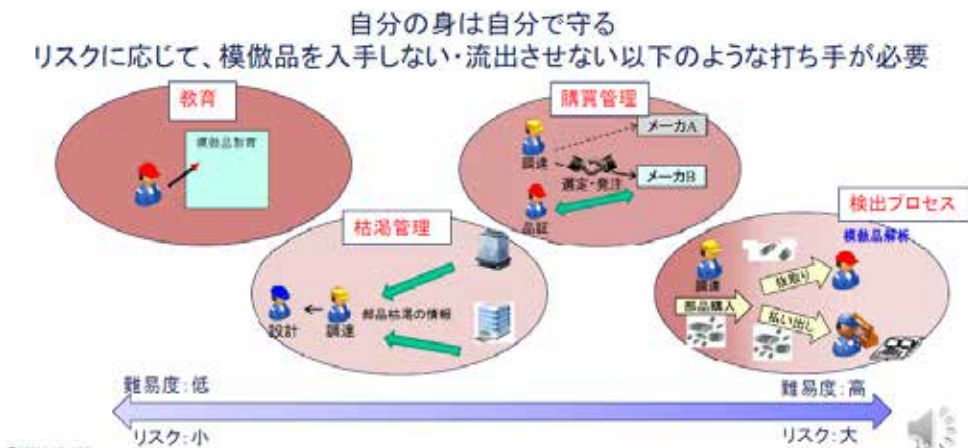 自分の身は自分で守る
リスクに応じて、模倣品を入手しない・流出させない以下のような打ち手が必要
教育
模倣品教育
購買管理
メーカA
調達
選定・発注
メーカB
品証
枯渇管理
設計
調達
部品枯渇の情報
検出プロセス
模倣品解析
調達
抜取り
部品購入
払い出し
難易度:低
難易度:高
リスク:小
リスク:大